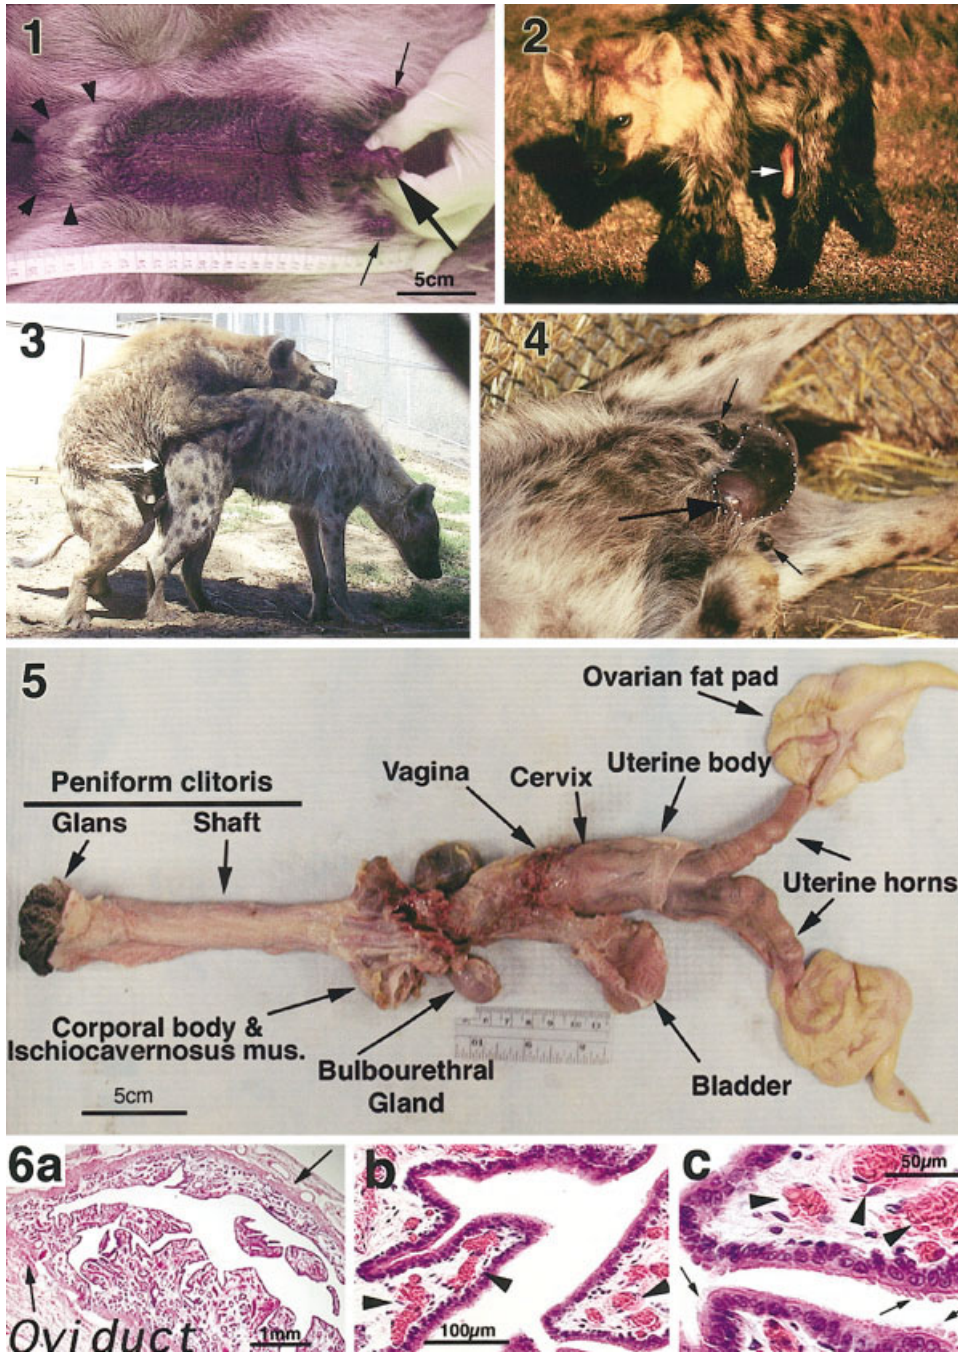 1
5cm
2
3
4
5
Ovarian fat pad
Peniform clitoris
Glans
Shaft
Vagina
Cervix
Uterine body
Uterine horns
Corporal body &
Ischiocavernosus mus.
Bulbourethral
Gland
Bladder
5cm
6a
Oviduct
1mm
b
100µm
c
50µm